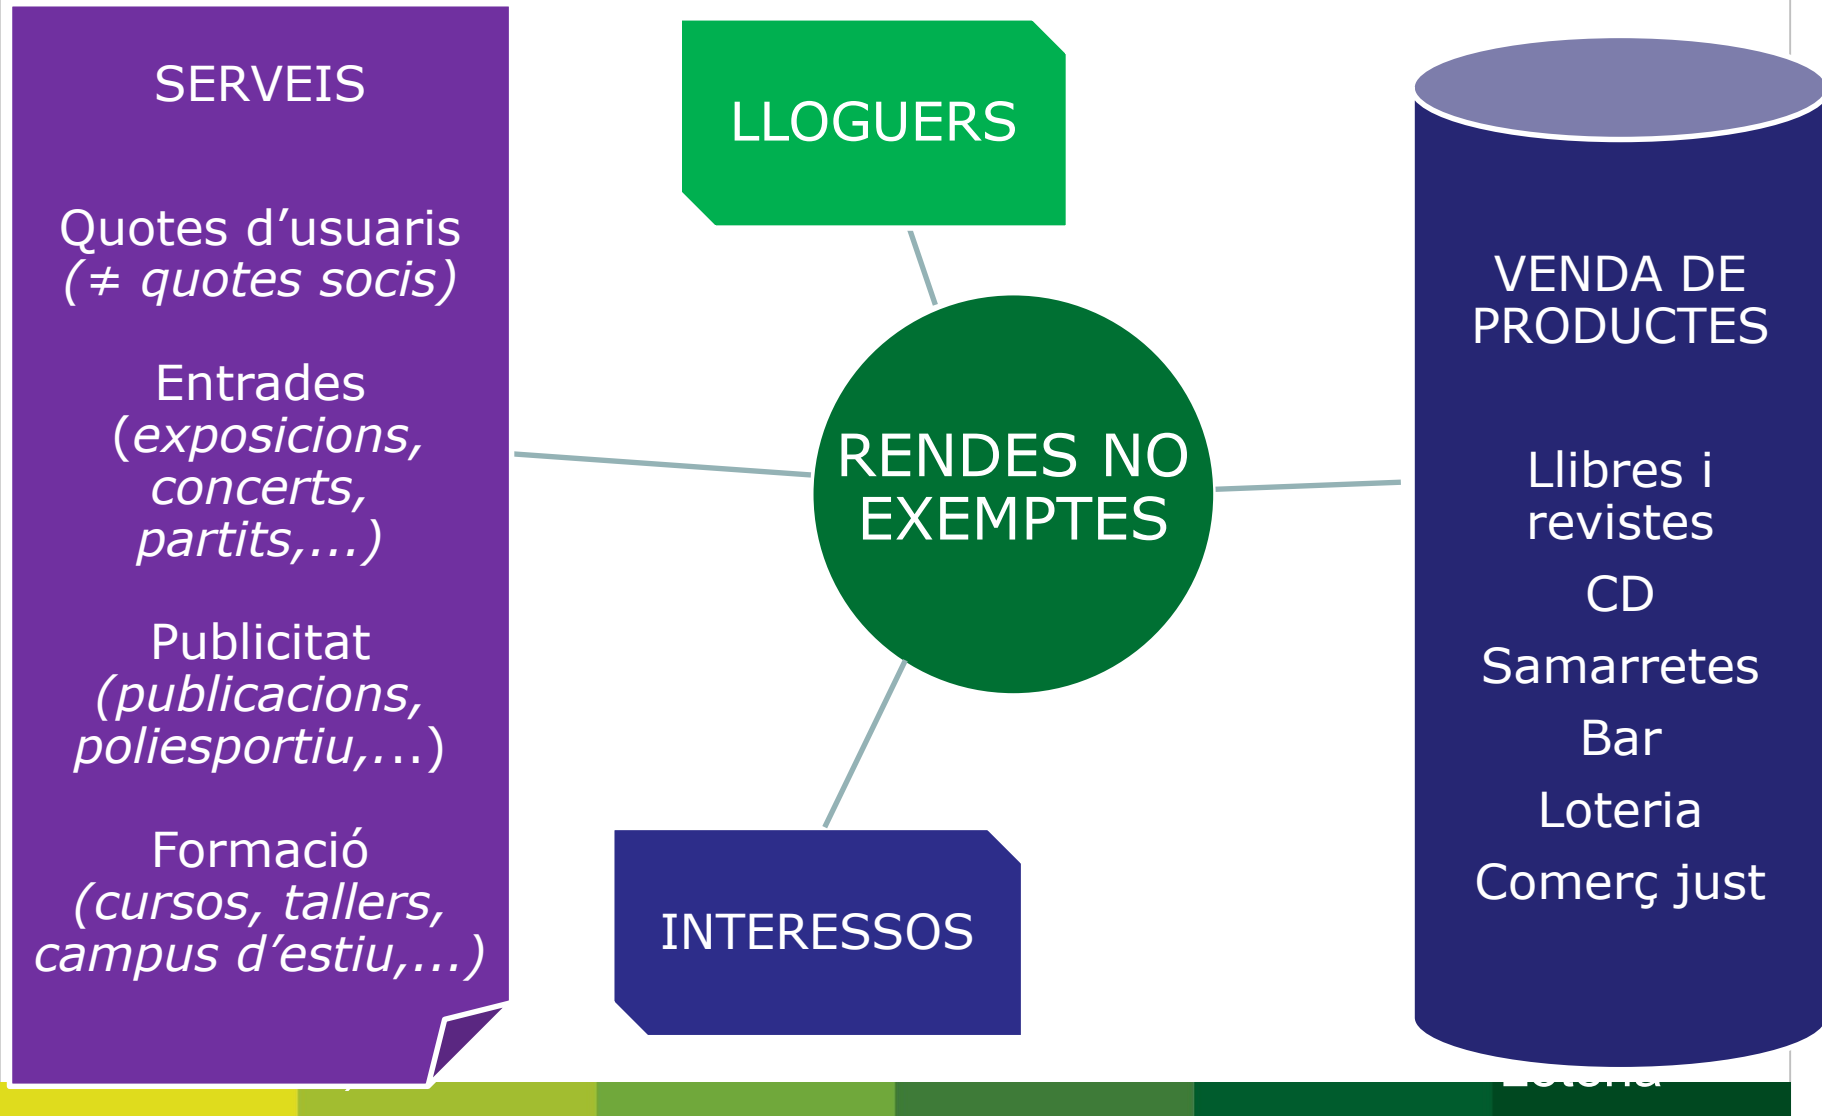 SERVEIS
Quotes d’usuaris
(≠ quotes socis)
Entrades
(exposicions,
concerts,
partits,...)
Publicitat
(publicacions,
poliesportiu,...)
Formació
(cursos, tallers,
campus d’estiu,...)
LLOGUERS
RENDES NO
EXEMPTES
INTERESSOS
VENDA DE
PRODUCTES
Llibres i
revistes
CD
Samarretes
Bar
Loteria
Comerç just
Loteria